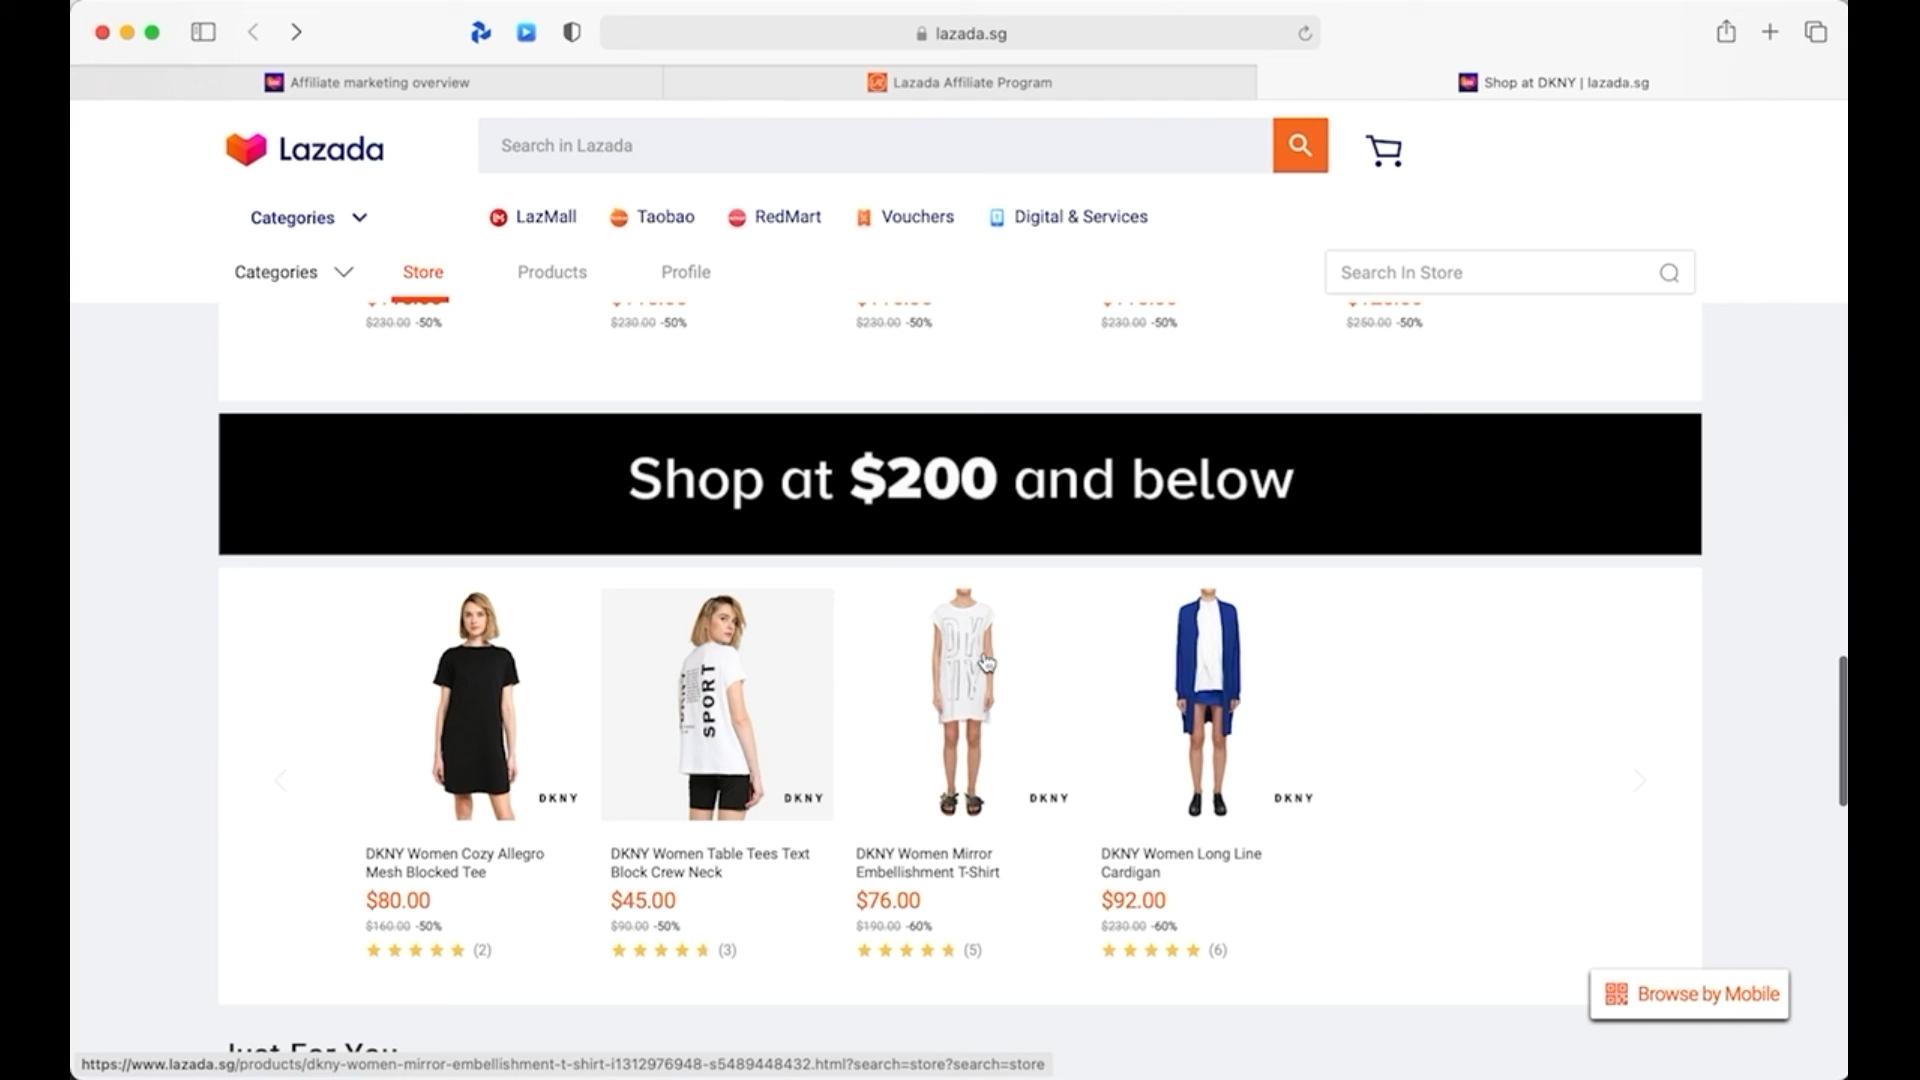 lazada.sg
Affiliate marketing overview
Lazada Affiliate Program
Shop at DKNY | lazada.sg
Lazada
Search in Lazada
Categories
LazMall
Taobao
RedMart
Vouchers
Digital & Services
Categories
Store
Products
Profile
Search In Store
$230.00 -50%
$230.00 -50%
$230.00 -50%
$230.00 -50%
$250.00 -50%
Shop at $200 and below
SPORT
DKNY
DKNY
DKNY
DKNY
DKNY Women Cozy Allegro
Mesh Blocked Tee
$80.00
$160.00 -50%
(2)
DKNY Women Table Tees Text
Block Crew Neck
$45.00
$90.00 -50%
(3)
DKNY Women Mirror
Embellishment T-Shirt
$76.00
$190.00 -60%
(5)
DKNY Women Long Line
Cardigan
$92.00
$230.00 -60%
(6)
Browse by Mobile
Just For You
https://www.lazada.sg/products/dkny-women-mirror-embellishment-t-shirt-i1312976948-s5489448432.html?search=store?search=store